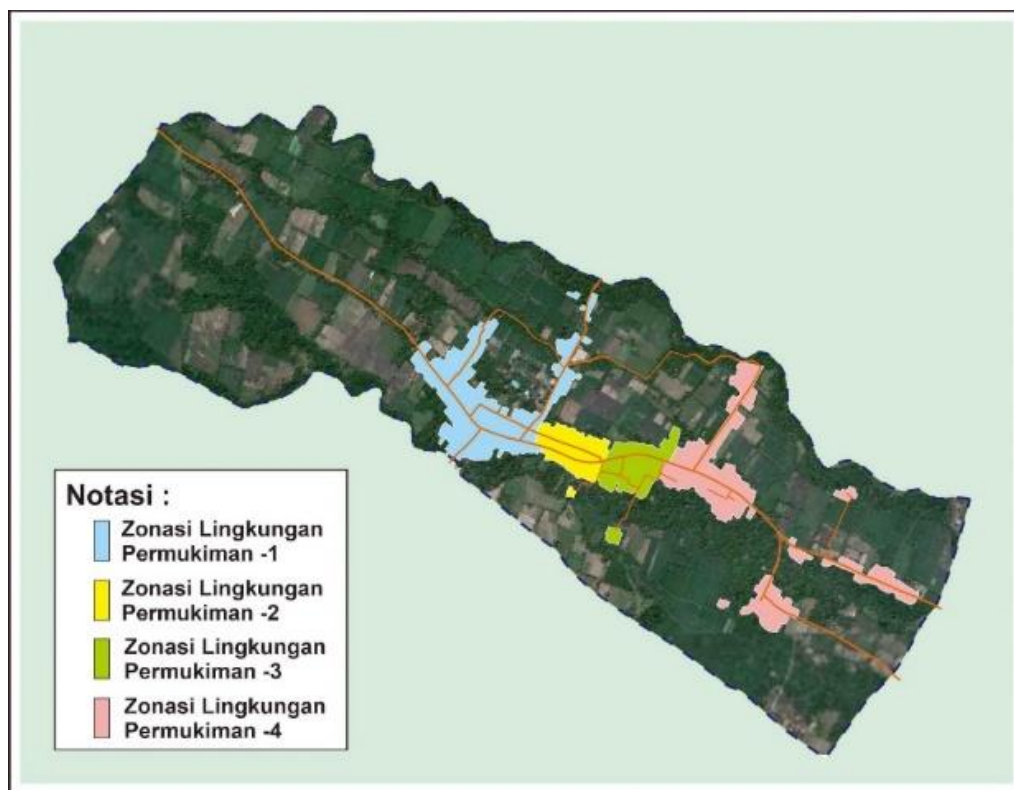 Notasi :
Zonasi Lingkungan
Permukiman -1
Zonasi Lingkungan
Permukiman -2
Zonasi Lingkungan
Permukiman -3
Zonasi Lingkungan
Permukiman -4